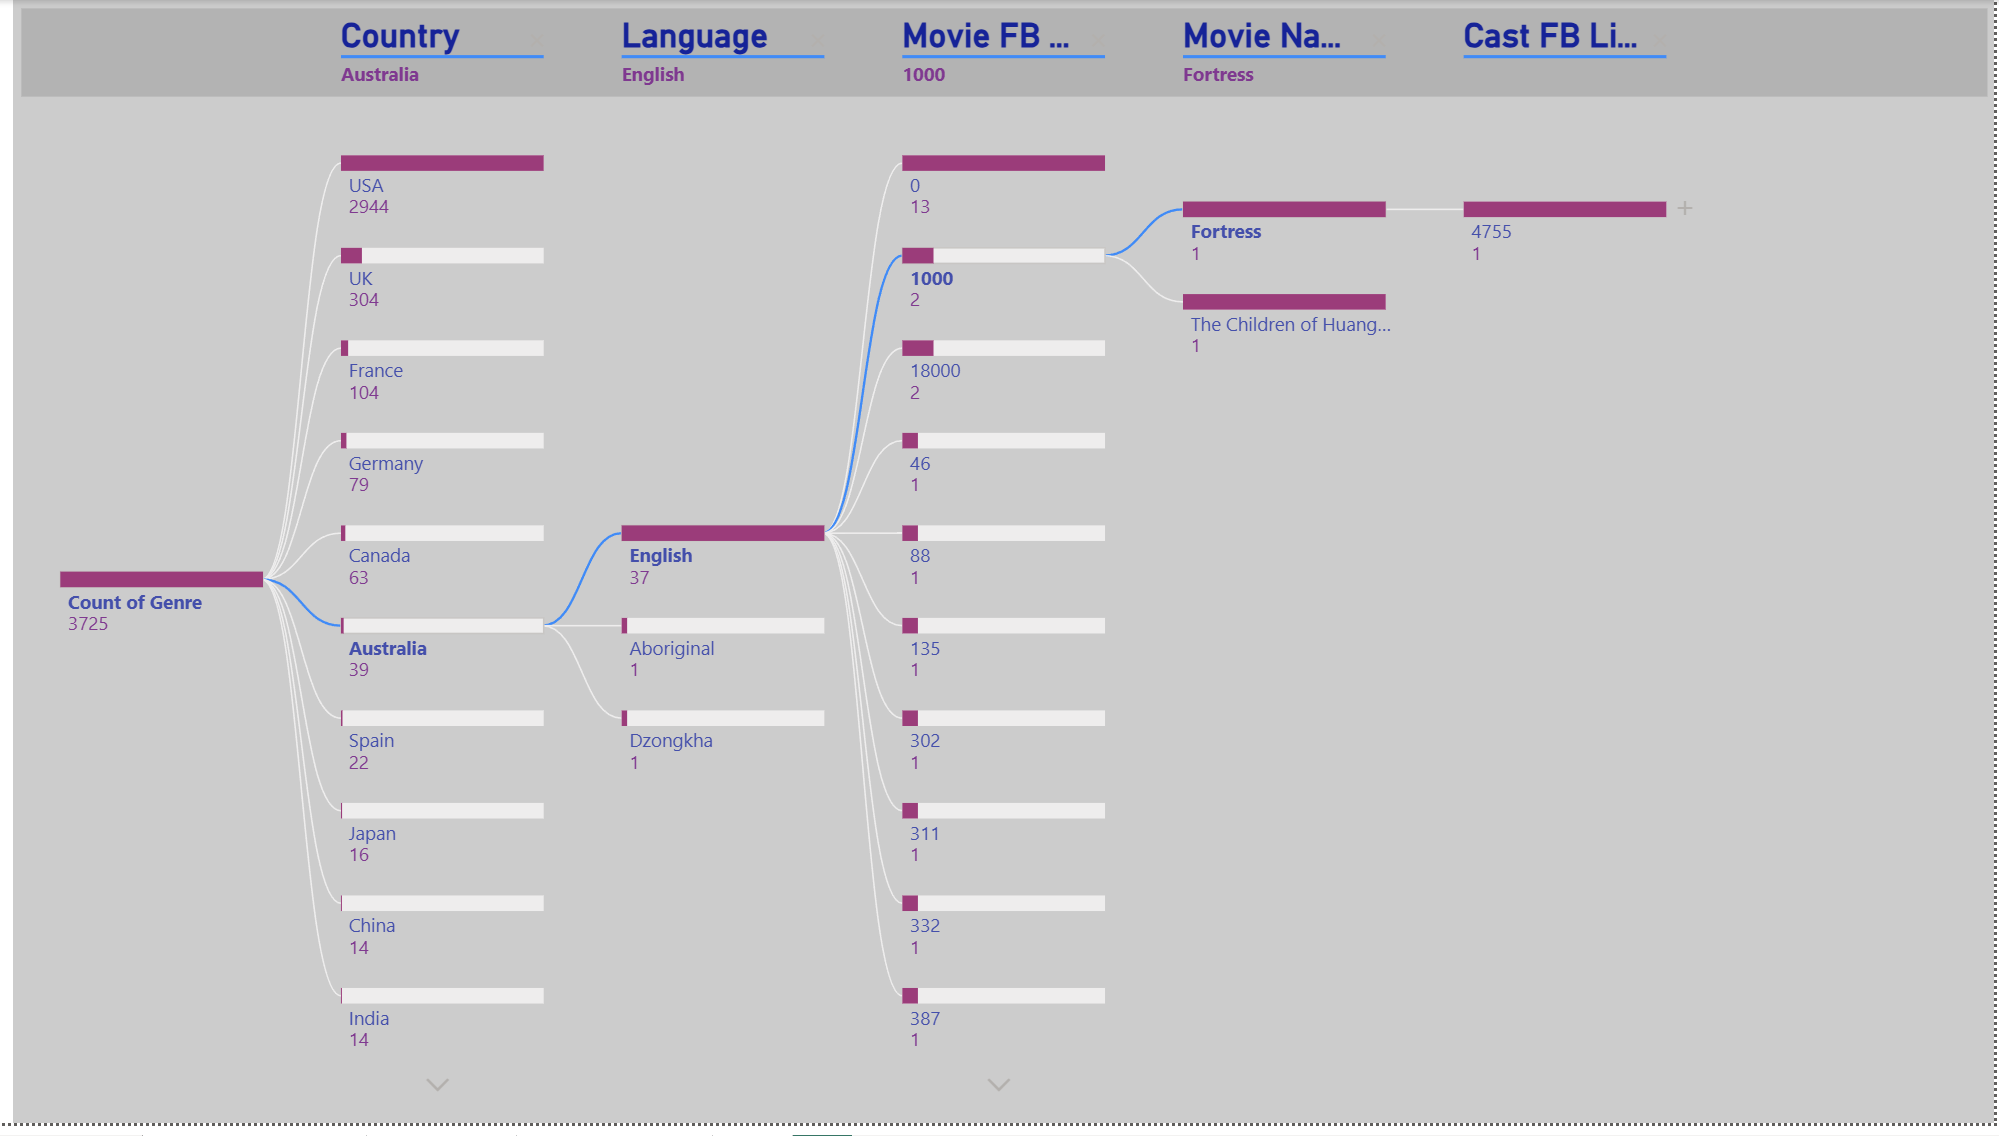 Country
Language
Movie FB ...
Movie Na...
Cast FB Li...
Australia
English
1000
Fortress
Count of Genre
3725
USA
2944
UK
304
France
104
Germany
79
Canada
63
Australia
39
Spain
22
Japan
16
China
14
India
14
English
37
Aboriginal
1
Dzongkha
1
0
13
1000
2
18000
2
46
1
88
1
135
1
302
1
311
1
332
1
387
1
Fortress
1
The Children of Huang...
1
4755
1